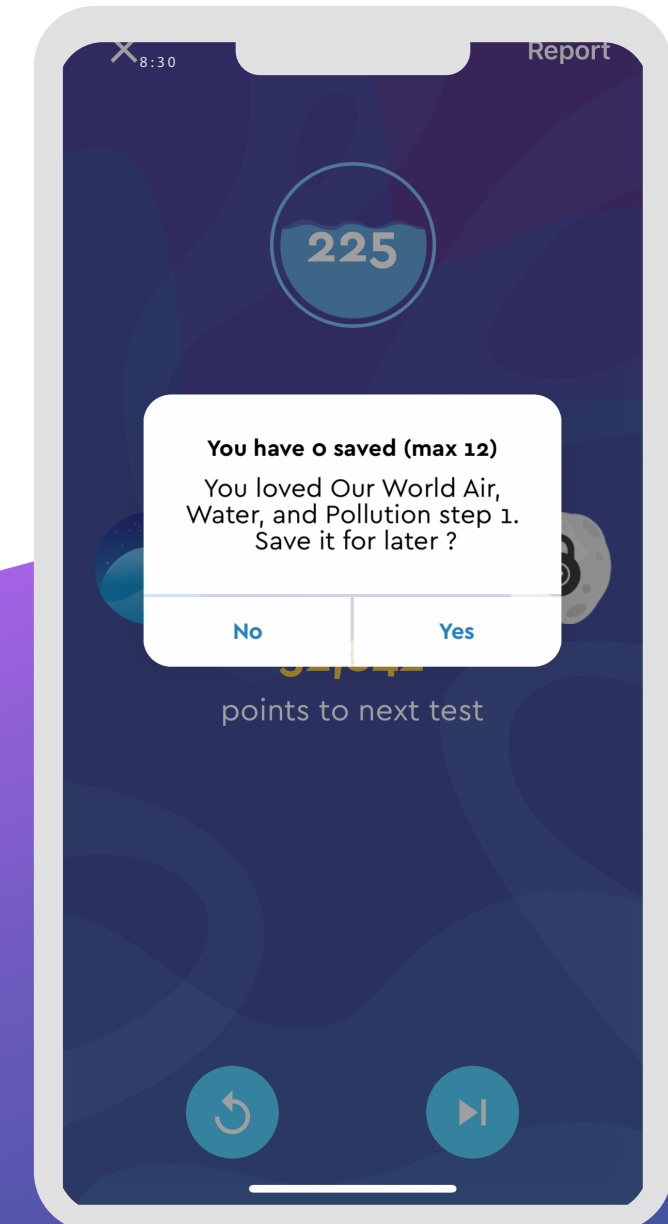 8:30
Report
225
You have 0 saved (max 12)
You loved Our World Air,
Water, and Pollution step 1.
Save it for later ?
No
Yes
points to next test